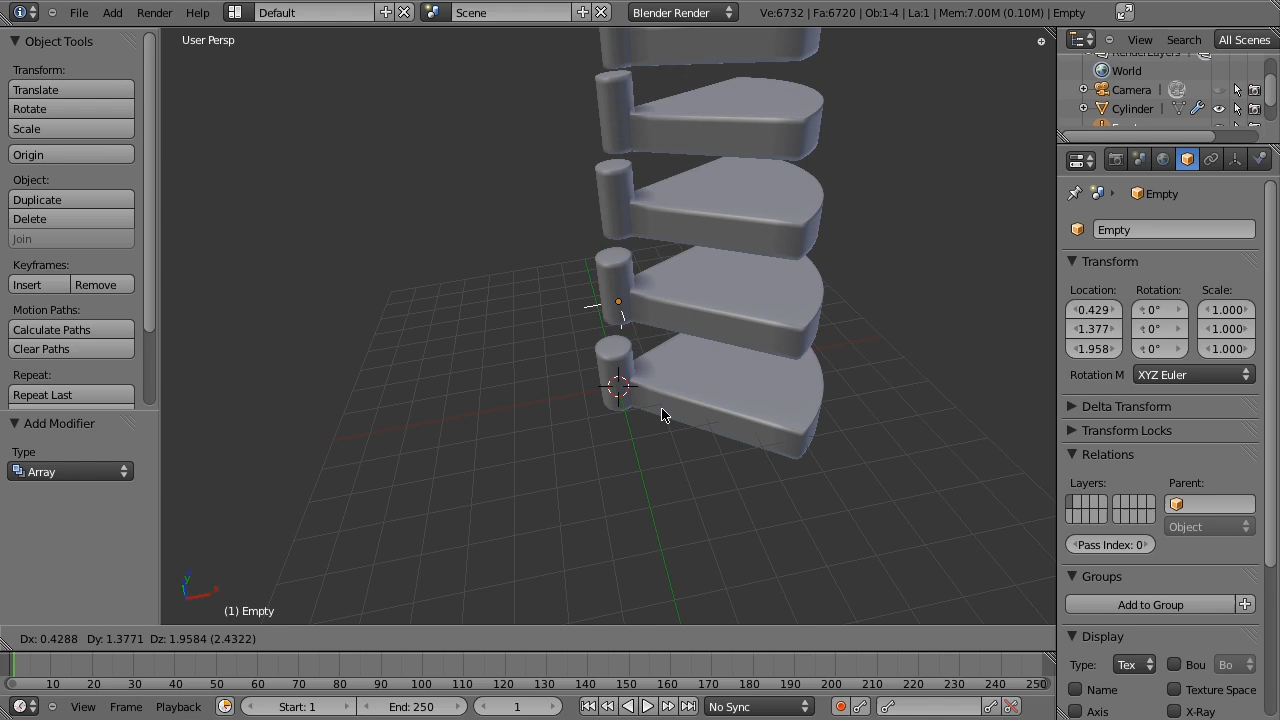 File Add Render Help Default Scene Blender Render Ve:6732 | Fa:6720 | Ob:1-4 | La:1 | Mem:7.00M (0.10M) | Empty
Object Tools
Transform:
Translate
Rotate
Scale
Origin
Object:
Duplicate
Delete
Join
Keyframes:
Insert Remove
Motion Paths:
Calculate Paths
Clear Paths
Repeat:
Repeat Last
Add Modifier
Type
Array
User Persp
y
x
(1) Empty
View Search All Scenes
RenderLayers
World
Camera
Cylinder
Empty
Empty
Transform
Location: Rotation: Scale:
0.429 0° 1.000
1.377 0° 1.000
1.958 0° 1.000
Rotation M XYZ Euler
Delta Transform
Transform Locks
Relations
Layers: Parent:
Object
Pass Index: 0
Groups
Add to Group
Display
Type: Tex Bou Bo
Name Texture Space
Axis X-Ray
Dx: 0.4288 Dy: 1.3771 Dz: 1.9584 (2.4322)
10 20 30 40 50 60 70 80 90 100 110 120 130 140 150 160 170 180 190 200 210 220 230 240 250
View Frame Playback Start: 1 End: 250 1 No Sync